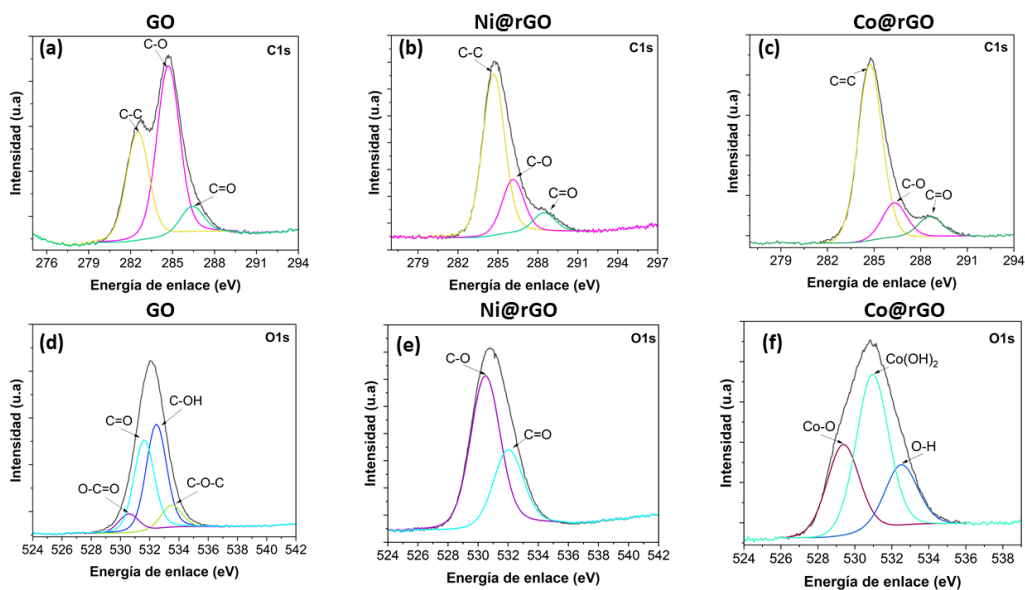 GO
(a)
C1s
C-O
C-C
C=O
Intensidad (u.a)
276 279 282 285 288 291 294
Energía de enlace (eV)
Ni@rGO
(b)
C1s
C-C
C-O
C=O
Intensidad (u.a)
279 282 285 288 291 294 297
Energía de enlace (eV)
Co@rGO
(c)
C1s
C=C
C-O
C=O
Intensidad (u.a)
279 282 285 288 291 294
Energía de enlace (eV)
GO
(d)
O1s
C-OH
C=O
O-C=O
C-O-C
Intensidad (u.a)
524 526 528 530 532 534 536 538 540 542
Energía de enlace (eV)
Ni@rGO
(e)
O1s
C-O
C=O
Intensidad (u.a)
524 526 528 530 532 534 536 538 540 542
Energía de enlace (eV)
Co@rGO
(f)
O1s
Co(OH)₂
Co-O
O-H
Intensidad (u.a)
524 526 528 530 532 534 536 538
Energía de enlace (eV)